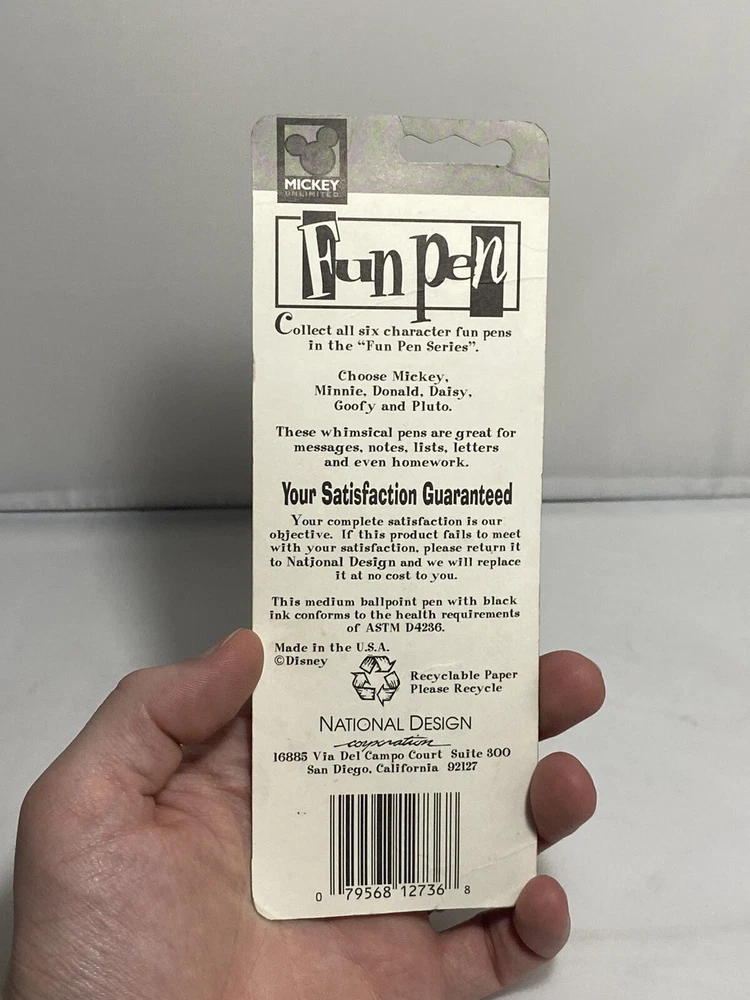 MICKEY
UNLIMITED
Fun pen
Collect all six character fun pens
in the “Fun Pen Series”.
Choose Mickey,
Minnie, Donald, Daisy,
Goofy and Pluto.
These whimsical pens are great for
messages, notes, lists, letters
and even homework.
Your Satisfaction Guaranteed
Your complete satisfaction is our
objective. If this product fails to meet
with your satisfaction, please return it
to National Design and we will replace
it at no cost to you.
This medium ballpoint pen with black
ink conforms to the health requirements
of ASTM D4236.
Made in the U.S.A.
©Disney
Recyclable Paper
Please Recycle
NATIONAL DESIGN
corporation
16885 Via Del Campo Court Suite 300
San Diego, California 92127
0 79568 12736 8